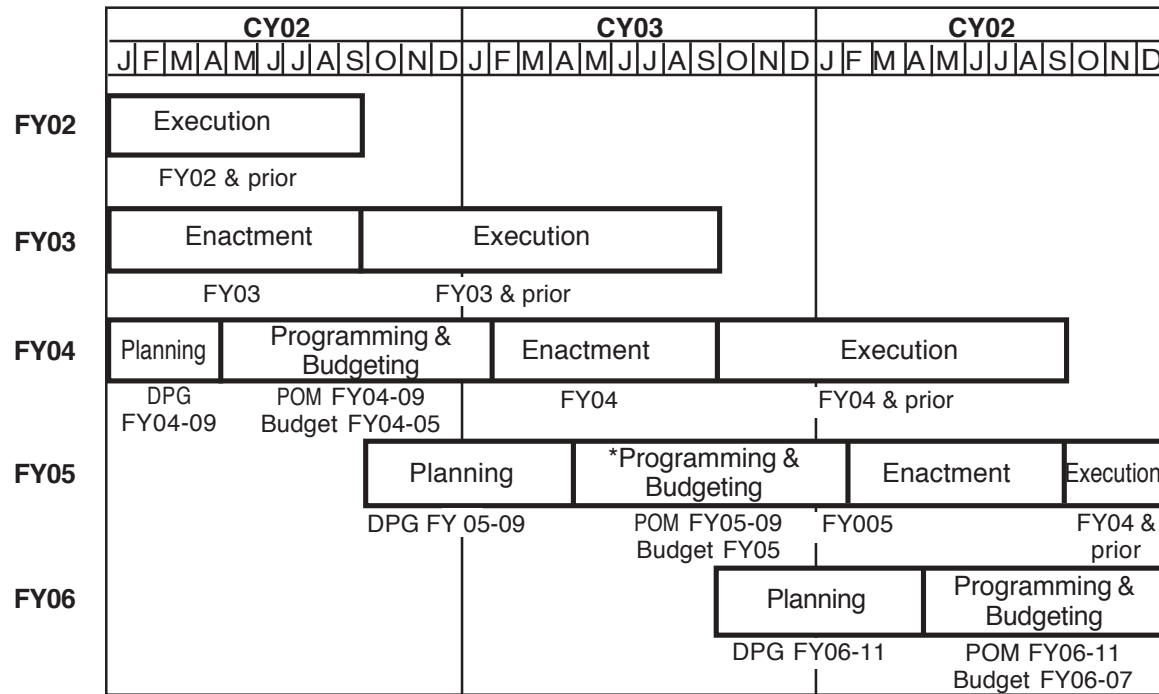 CY02 CY03 CY02
J F M A M J J A S O N D J F M A M J J A S O N D J F M A M J J A S O N D
FY02 Execution
FY02 & prior
FY03 Enactment Execution
FY03 FY03 & prior
FY04 Planning Programming & Budgeting Enactment Execution
DPG FY04-09
POM FY04-09
Budget FY04-05
FY04
FY04 & prior
FY05 Planning *Programming & Budgeting Enactment Execution
DPG FY 05-09
POM FY05-09
Budget FY05
FY005
FY04 &
prior
FY06 Planning Programming & Budgeting
DPG FY06-11
POM FY06-11
Budget FY06-07